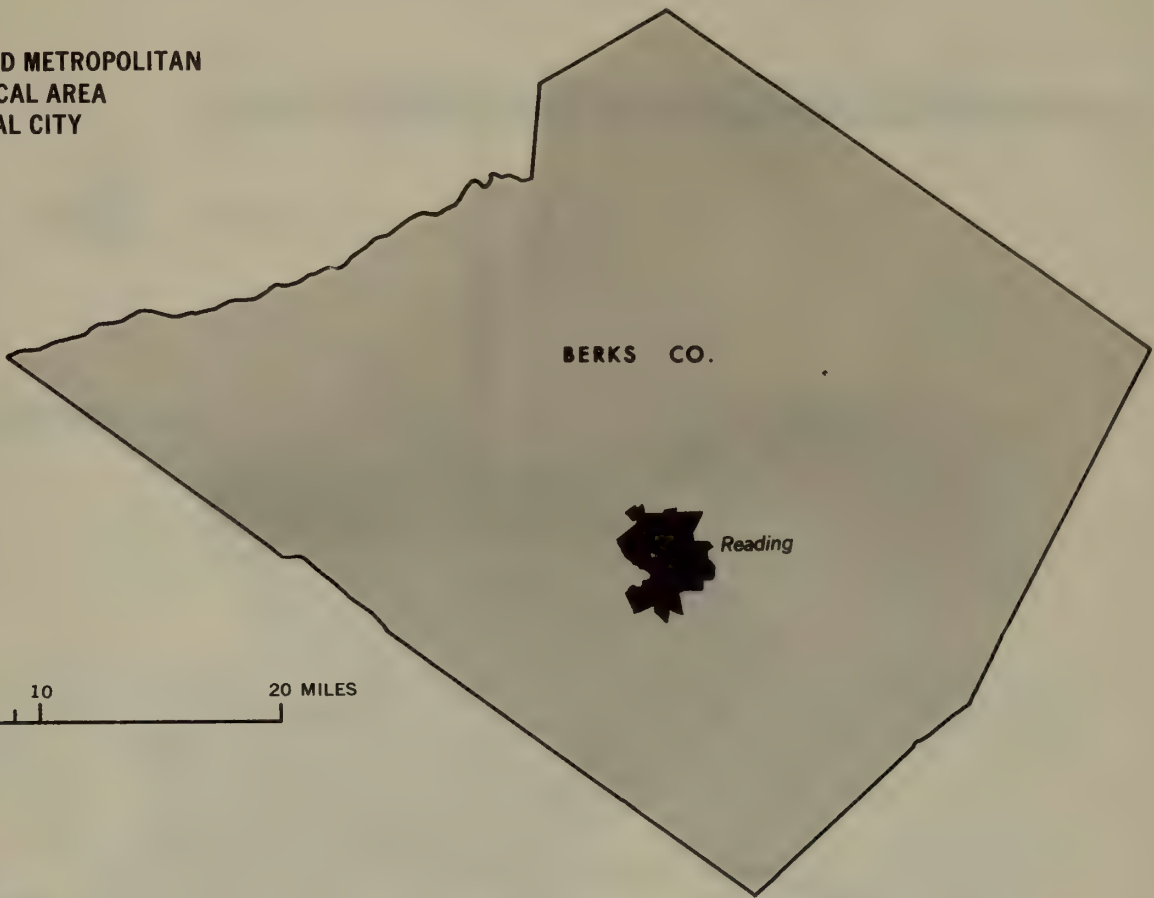 D METROPOLITAN
CAL AREA
AL CITY
BERKS CO.
Reading
10 20 MILES